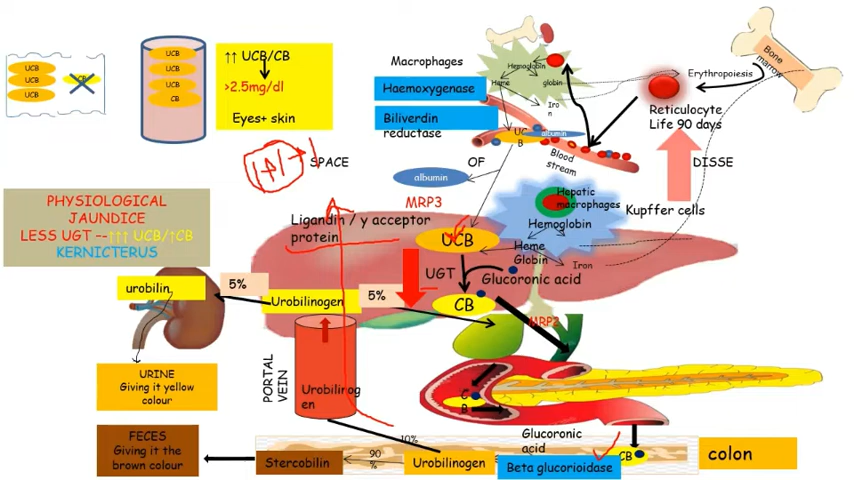 UCB
UCB
UCB
CB
UCB
UCB
UCB
CB
↑↑ UCB/CB
>2.5mg/dl
Eyes+ skin
Macrophages
Haemoxygenase
Biliverdin
reductase
Hemoglobin
Heme
globin
Iro
n
UC
B
albumin
Blood
stream
Erythropoiesis
Bone
marrow
Reticulocyte
Life 90 days
SPACE
OF
DISSE
albumin
MRP3
PHYSIOLOGICAL
JAUNDICE
LESS UGT --↑↑↑ UCB/↑CB
KERNICTERUS
Ligandin / y acceptor
protein
UCB
Hepatic
macrophages
Kupffer cells
Hemoglobin
Heme
Globin
Iron
UGT
Glucoronic acid
CB
MRP2
urobilin,
5%
Urobilinogen
5%
URINE
Giving it yellow
colour
PORTAL
VEIN
Urobilinog
en
C
B
FECES
Giving it the
brown colour
Stercobilin
90
%
10%
Urobilinogen
Glucoronic
acid
Beta glucorioidase
CB
colon